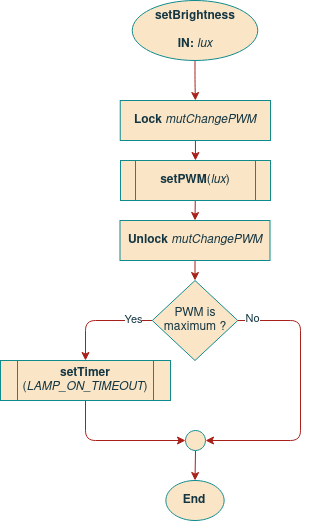 setBrightness
IN: lux
Lock mutChangePWM
setPWM(lux)
Unlock mutChangePWM
PWM is
maximum ?
Yes
No
setTimer
(LAMP_ON_TIMEOUT)
End